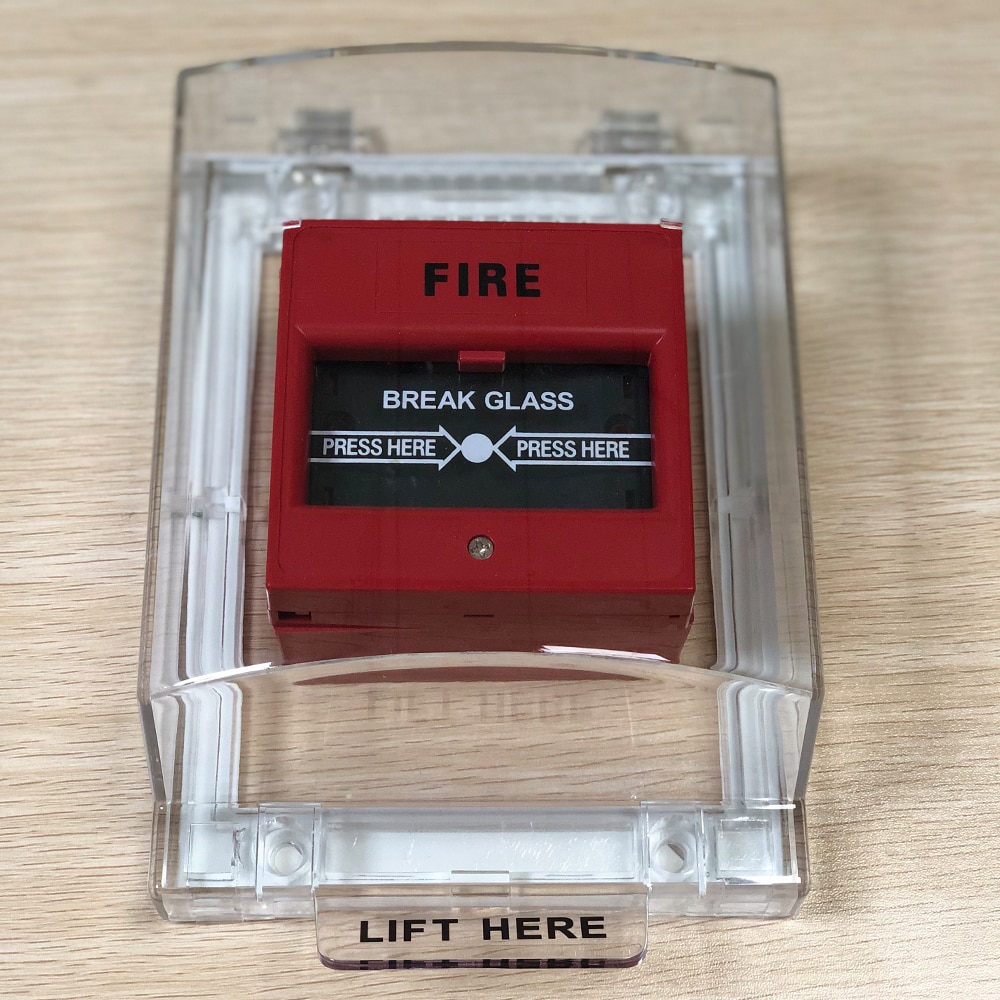 FIRE
BREAK GLASS
PRESS HERE PRESS HERE
LIFT HERE